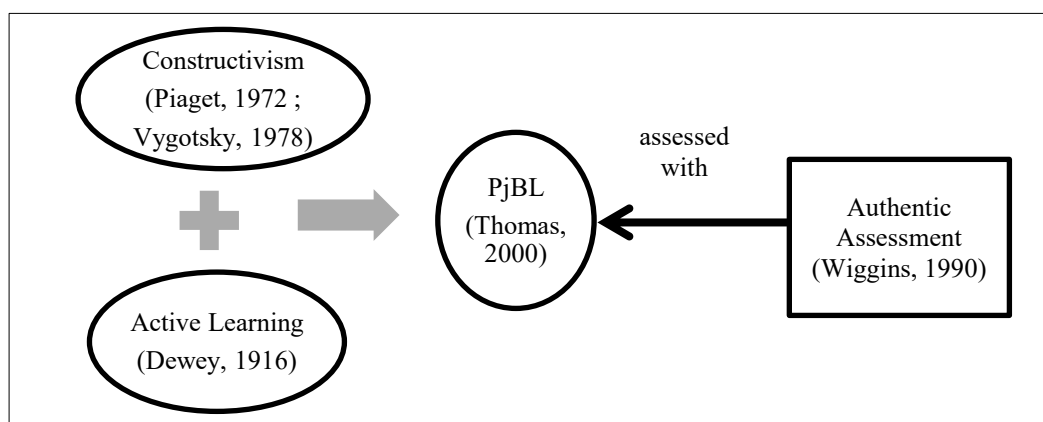 Constructivism
(Piaget, 1972 ;
Vygotsky, 1978)
Active Learning
(Dewey, 1916)
PjBL
(Thomas,
2000)
assessed
with
Authentic
Assessment
(Wiggins, 1990)